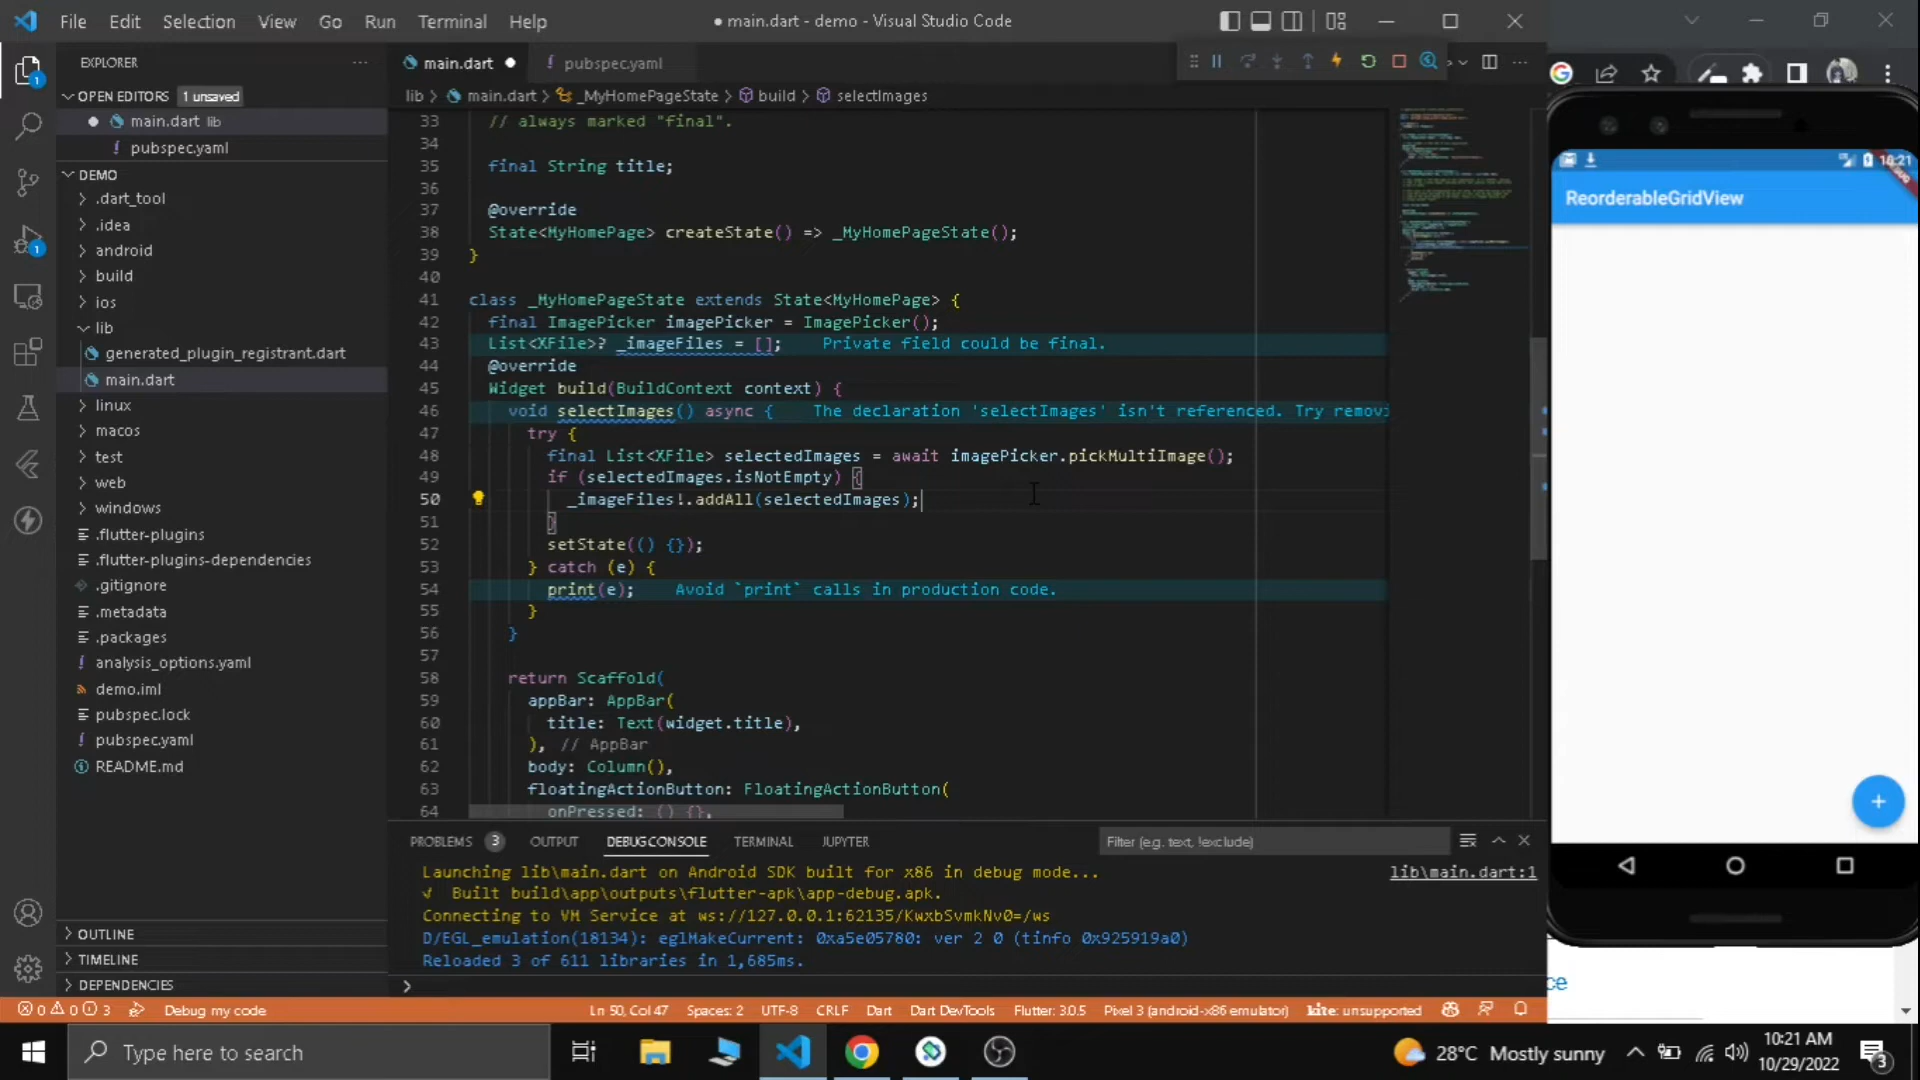 File Edit Selection View Go Run Terminal Help
● main.dart - demo - Visual Studio Code
EXPLORER
OPEN EDITORS 1 unsaved
main.dart lib
pubspec.yaml
DEMO
.dart_tool
.idea
android
build
ios
lib
generated_plugin_registrant.dart
main.dart
linux
macos
test
web
windows
.flutter-plugins
.flutter-plugins-dependencies
.gitignore
.metadata
.packages
analysis_options.yaml
demo.iml
pubspec.lock
pubspec.yaml
README.md
OUTLINE
TIMELINE
DEPENDENCIES
main.dart
pubspec.yaml
lib > main.dart > _MyHomePageState > build > selectImages
33 // always marked "final".
34
35 final String title;
36
37 @override
38 State<MyHomePage> createState() => _MyHomePageState();
39 }
40
41 class _MyHomePageState extends State<MyHomePage> {
42 final ImagePicker imagePicker = ImagePicker();
43 List<XFile>? _imageFiles = []; Private field could be final.
44 @override
45 Widget build(BuildContext context) {
46 void selectImages() async { The declaration 'selectImages' isn't referenced. Try removi
47 try {
48 final List<XFile> selectedImages = await imagePicker.pickMultiImage();
49 if (selectedImages.isNotEmpty) {
50 _imageFiles!.addAll(selectedImages);
51 }
52 setState(() {});
53 } catch (e) {
54 print(e); Avoid `print` calls in production code.
55 }
56 }
57
58 return Scaffold(
59 appBar: AppBar(
60 title: Text(widget.title),
61 ), // AppBar
62 body: Column(),
63 floatingActionButton: FloatingActionButton(
64 onPressed: () {},
PROBLEMS 3 OUTPUT DEBUG CONSOLE TERMINAL JUPYTER
Filter (e.g. text, !exclude)
Launching lib\main.dart on Android SDK built for x86 in debug mode...
lib\main.dart:1
√ Built build\app\outputs\flutter-apk\app-debug.apk.
Connecting to VM Service at ws://127.0.0.1:62135/KwxbSvmkNv0=/ws
D/EGL_emulation(18134): eglMakeCurrent: 0xa5e05780: ver 2 0 (tinfo 0x925919a0)
Reloaded 3 of 611 libraries in 1,685ms.
0 0 3 Debug my code
Ln 50, Col 47 Spaces: 2 UTF-8 CRLF Dart Dart DevTools Flutter: 3.0.5 Pixel 3 (android-x86 emulator) kite: unsupported
10:21
ReorderableGridView
ce
Type here to search
28°C Mostly sunny
10:21 AM
10/29/2022
3